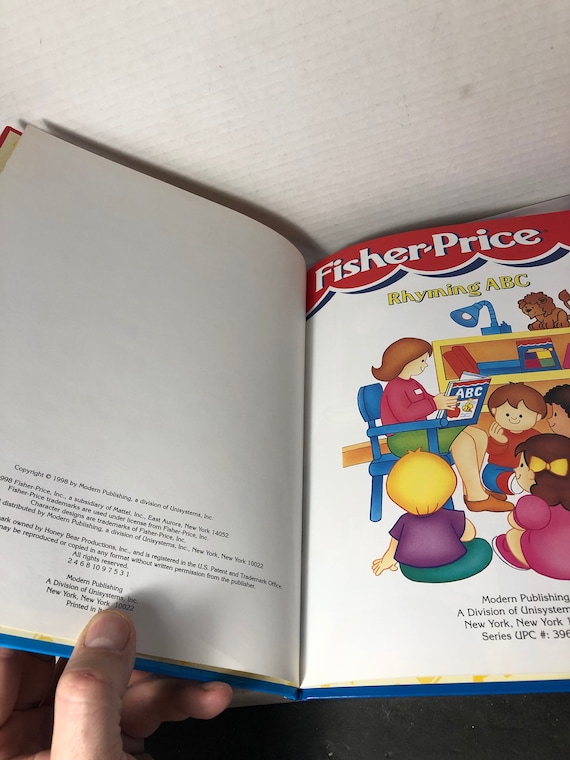 Copyright © 1998 by Modern Publishing, a division of Unisystems, Inc.
998 Fisher-Price, Inc., a subsidiary of Mattel, Inc., East Aurora, New York 14052
Fisher-Price trademarks are used under license from Fisher-Price, Inc.
Character designs are trademarks of Fisher-Price, Inc.
distributed by Modern Publishing, a division of Unisystems, Inc., New York, New York 10022
mark owned by Honey Bear Productions, Inc., and is registered in the U.S. Patent and Trademark Office
may be reproduced or copied in any format without written permission from the publisher.
All rights reserved.
2 4 6 8 10 9 7 5 3 1
Modern Publishing
A Division of Unisystems, Inc.
New York, New York 10022
Printed in
Fisher-Price
Rhyming ABC
ABC
Modern Publishing
A Division of Unisystem
New York, New York
Series UPC #: 396